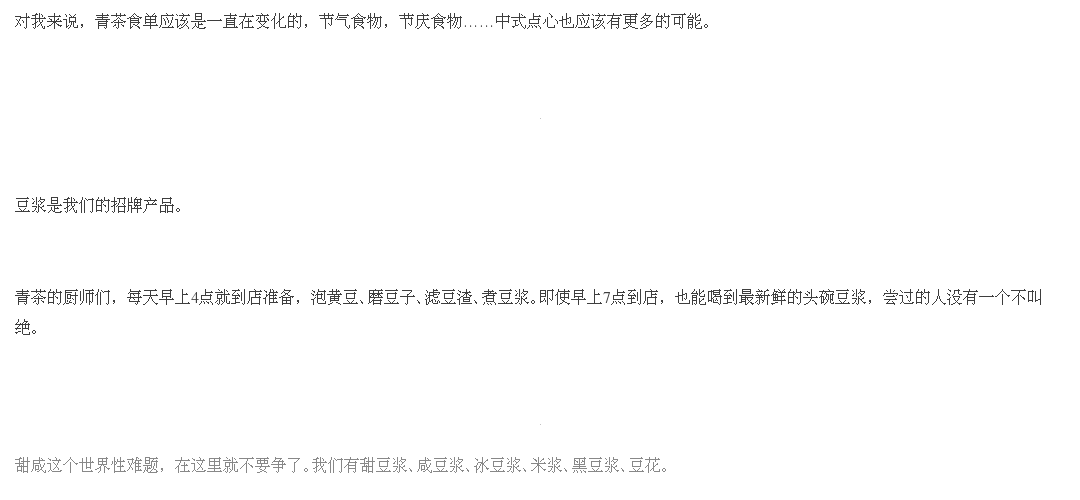 对我来说，青茶食单应该是一直在变化的，节气食物，节庆食物……中式点心也应该有更多的可能。
豆浆是我们的招牌产品。
青茶的厨师们，每天早上4点就到店准备，泡黄豆、磨豆子、滤豆渣、煮豆浆。即使早上7点到店，也能喝到最新鲜的头碗豆浆，尝过的人没有一个不叫
绝。
甜咸这个世界性难题，在这里就不要争了。我们有甜豆浆、咸豆浆、冰豆浆、米浆、黑豆浆、豆花。